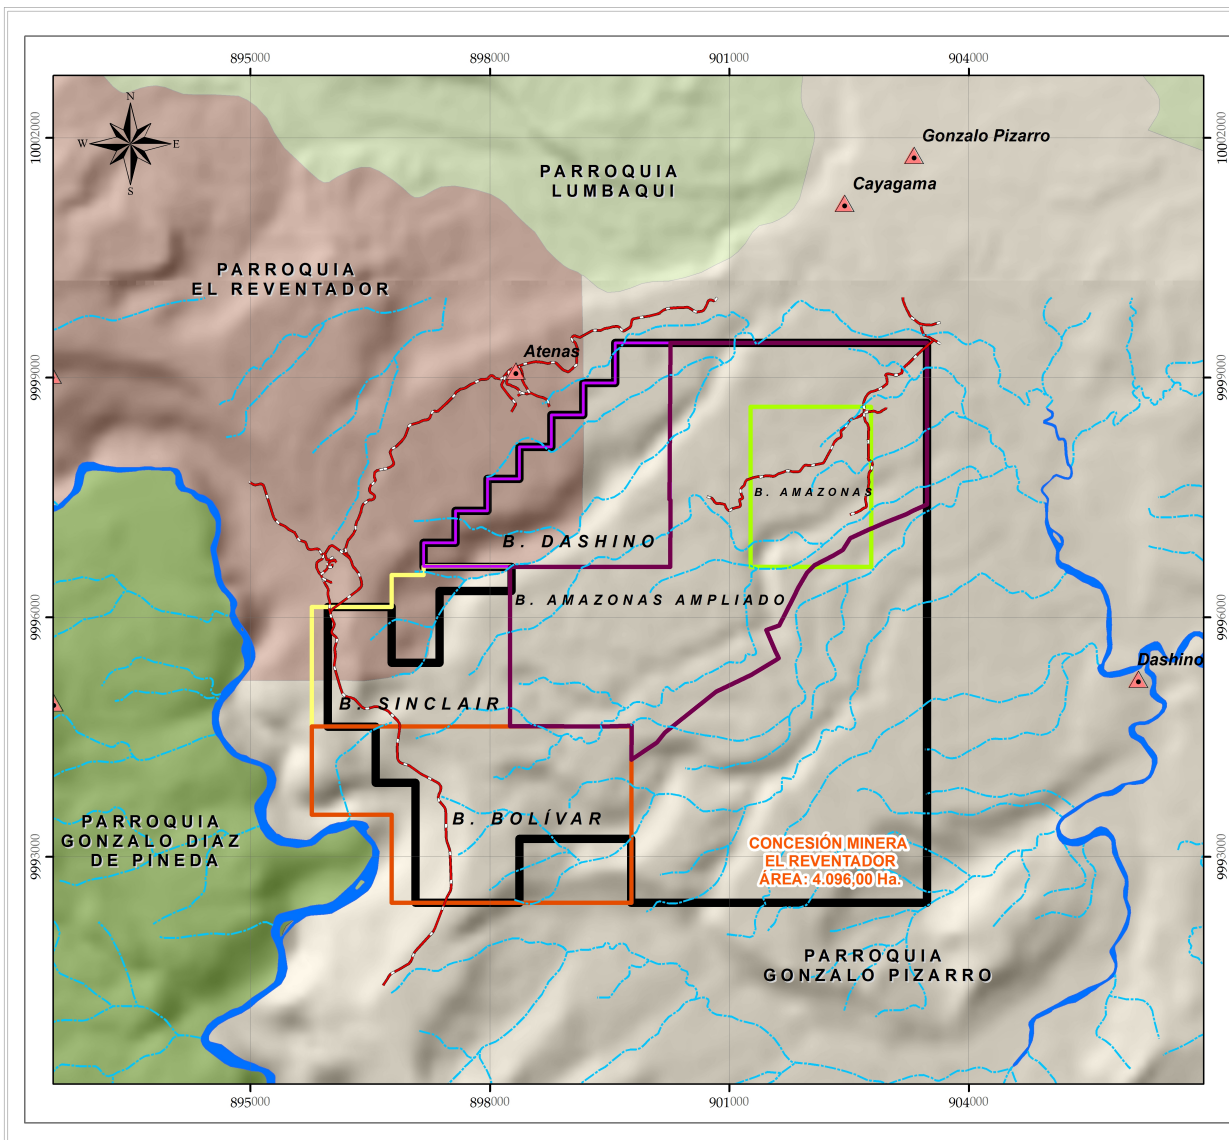 895000
898000
901000
904000
N
W
E
S
10002000
10002000
Gonzalo Pizarro
Cayagama
PARROQUIA
LUMBAQUI
PARROQUIA
EL REVENTADOR
Atenas
9999000
9999000
B. AMAZONAS
B. DASHINO
B. AMAZONAS AMPLIADO
9996000
9996000
Dashino
B. SINCLAIR
B. BOLÍVAR
PARROQUIA
GONZALO DIAZ
DE PINEDA
CONCESIÓN MINERA
EL REVENTADOR
ÁREA: 4.096,00 Ha.
9993000
9993000
PARROQUIA
GONZALO PIZARRO
895000
898000
901000
904000